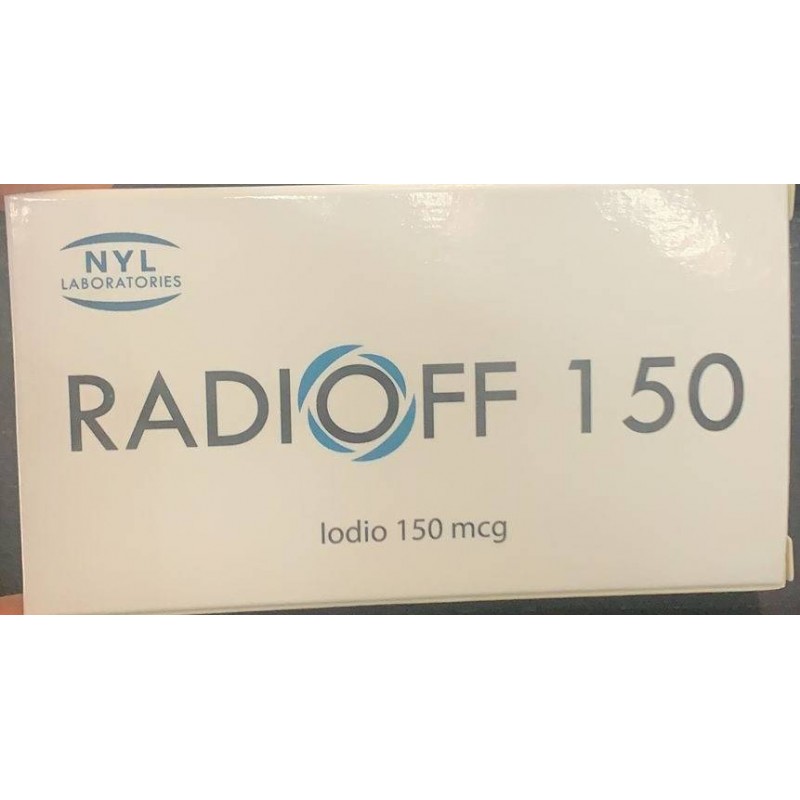 NYL
LABORATORIES
RADIOFF 150
Iodio 150 mcg